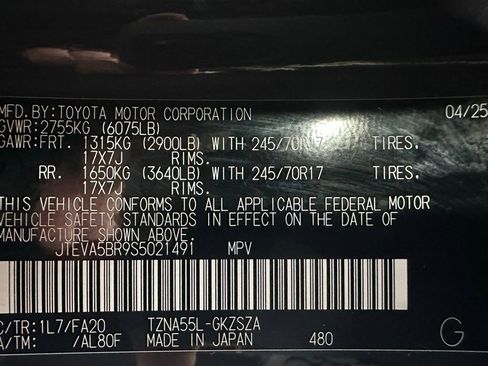 MFD.BY:TOYOTA MOTOR CORPORATION 04/25
GVWR:2755KG (6075LB)
GAWR:FRT. 1315KG (2900LB) WITH 245/70R17 TIRES.
17X7J RIMS.
RR. 1650KG (3640LB) WITH 245/70R17 TIRES.
17X7J RIMS.
THIS VEHICLE CONFORMS TO ALL APPLICABLE FEDERAL MOTOR
VEHICLE SAFETY STANDARDS IN EFFECT ON THE DATE OF
MANUFACTURE SHOWN ABOVE.
JTEVA5BR9S5021491 MPV
C/TR:1L7/FA20 TZNA55L-GKZSZA
A/TM: /AL80F MADE IN JAPAN 480 G